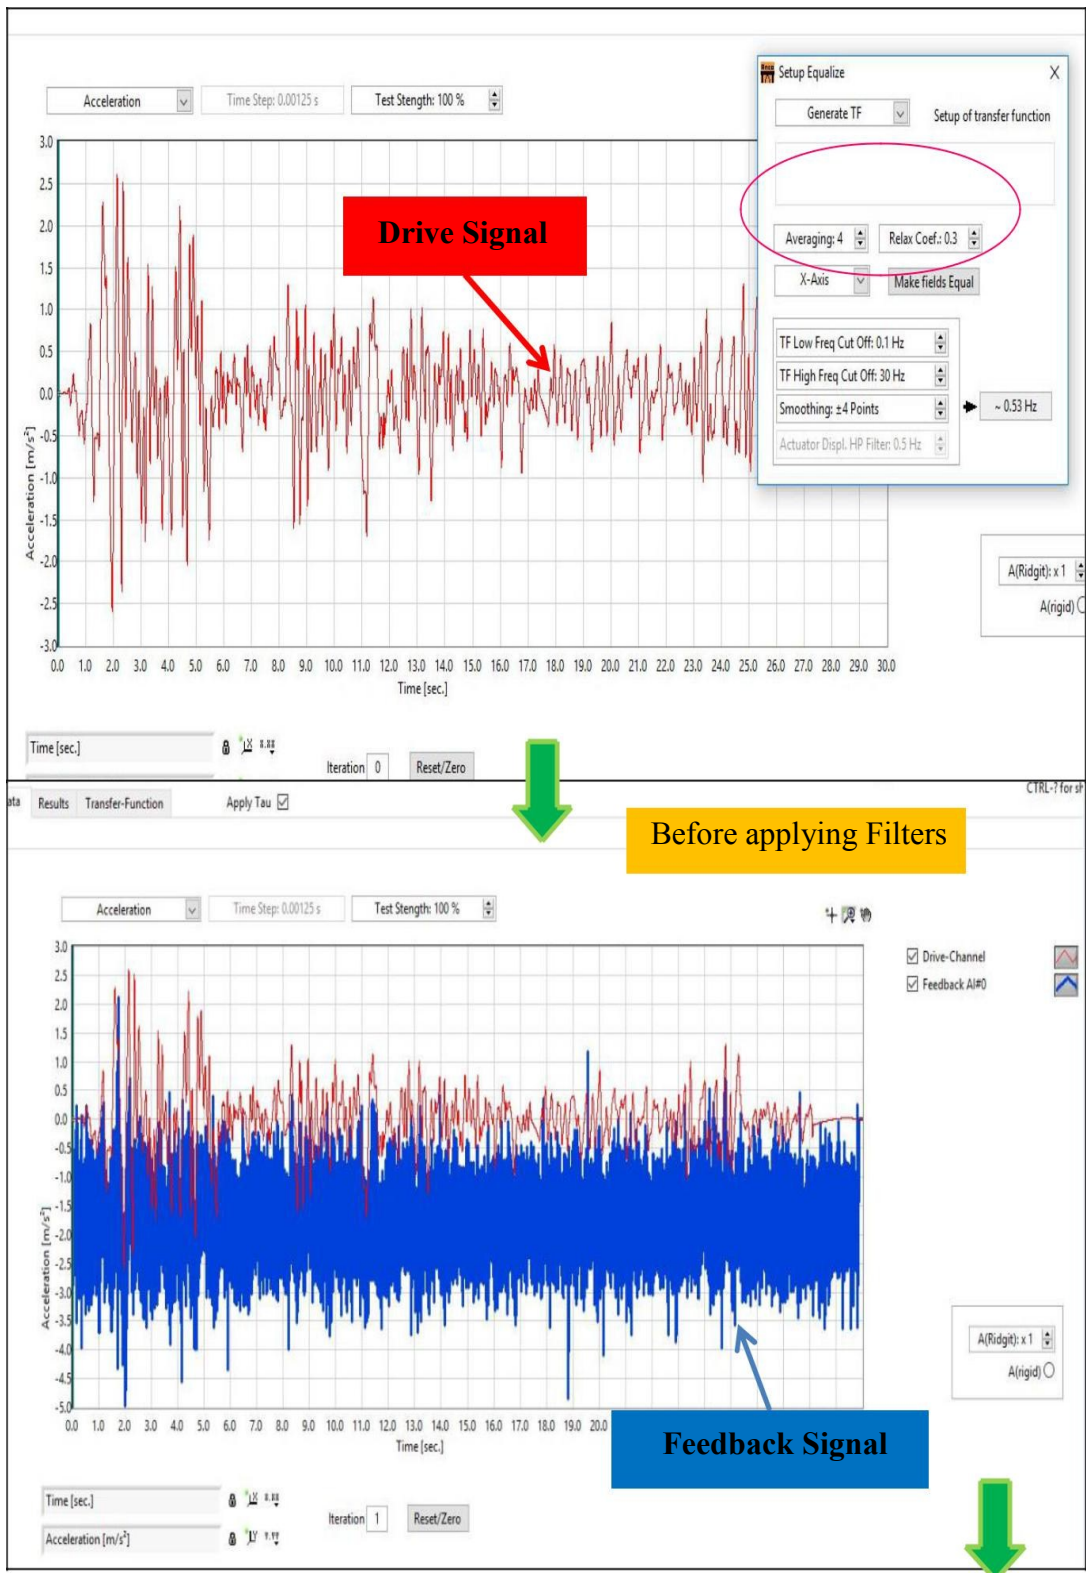 Setup Equalize X
Generate TF Setup of transfer function
Acceleration Time Step: 0.00125 s Test Stength: 100 %
3.0
2.5
2.0
1.5
1.0
0.5
0.0
-0.5
-1.0
-1.5
-2.0
-2.5
-3.0
Acceleration [m/s²]
Drive Signal
Averaging: 4 Relax Coef.: 0.3
X-Axis Make fields Equal
TF Low Freq Cut Off: 0.1 Hz
TF High Freq Cut Off: 30 Hz
Smoothing: ±4 Points ~ 0.53 Hz
Actuator Displ. HP Filter: 0.5 Hz
A(Ridgit): x 1
A(rigid)
0.0 1.0 2.0 3.0 4.0 5.0 6.0 7.0 8.0 9.0 10.0 11.0 12.0 13.0 14.0 15.0 16.0 17.0 18.0 19.0 20.0 21.0 22.0 23.0 24.0 25.0 26.0 27.0 28.0 29.0 30.0
Time [sec.]
Time [sec.]
Iteration 0 Reset/Zero
CTRL-? for sh
ata Results Transfer-Function Apply Tau
Before applying Filters
Acceleration Time Step: 0.00125 s Test Stength: 100 %
Drive-Channel
Feedback AI#0
3.0
2.5
2.0
1.5
1.0
0.5
0.0
-0.5
-1.0
-1.5
-2.0
-2.5
-3.0
-3.5
-4.0
-4.5
-5.0
Acceleration [m/s²]
A(Ridgit): x 1
A(rigid)
0.0 1.0 2.0 3.0 4.0 5.0 6.0 7.0 8.0 9.0 10.0 11.0 12.0 13.0 14.0 15.0 16.0 17.0 18.0 19.0 20.0
Time [sec.]
Feedback Signal
Time [sec.]
Iteration 1 Reset/Zero
Acceleration [m/s²]